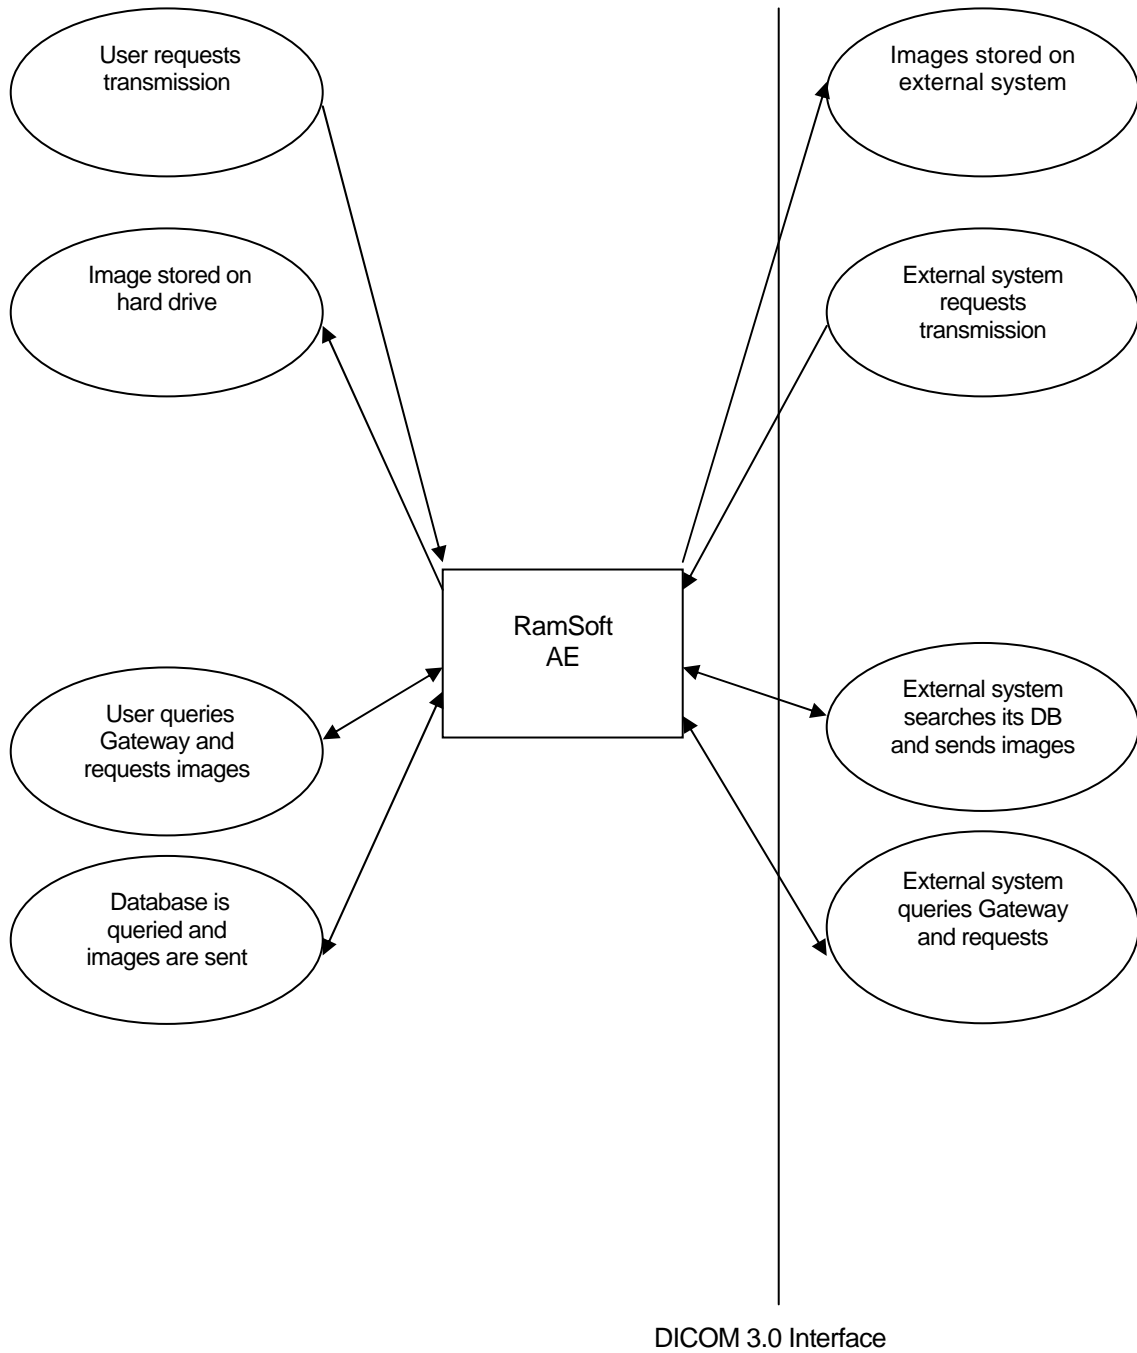 User requests
transmission
Images stored on
external system
Image stored on
hard drive
External system
requests
transmission
RamSoft
AE
User queries
Gateway and
requests images
External system
searches its DB
and sends images
Database is
queried and
images are sent
External system
queries Gateway
and requests
DICOM 3.0 Interface